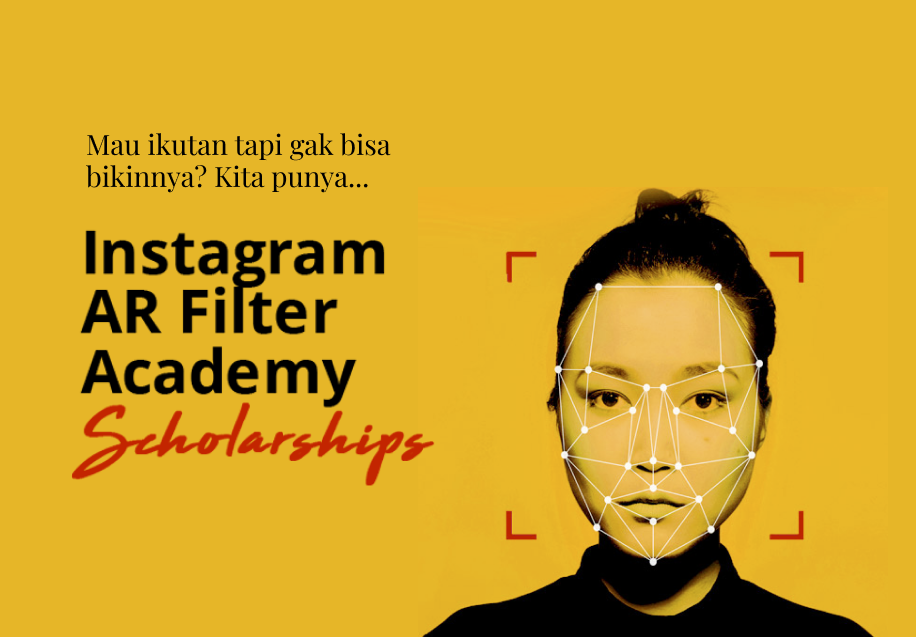 Mau ikutan tapi gak bisa
bikinnya? Kita punya...
Instagram
AR Filter
Academy
Scholarships